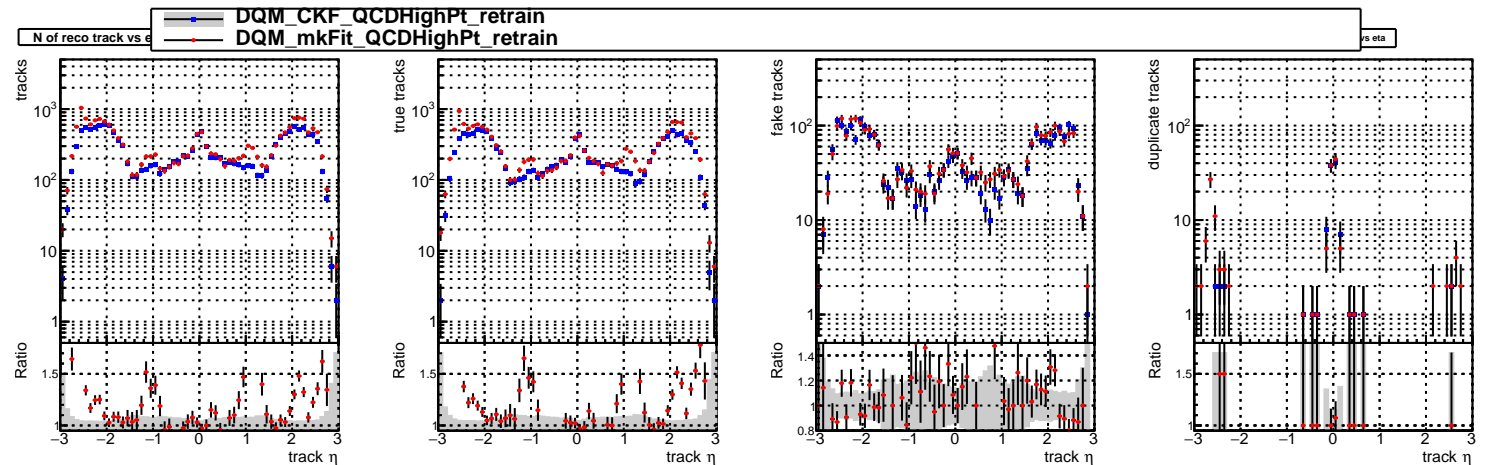 DQM_CKF_QCDHighPt_retrain
DQM_mkFit_QCDHighPt_retrain
N of reco track vs e
vs eta
tracks
10³
10²
10
1
Ratio
1.5
1
−3 −2 −1 0 1 2 3
track η
true tracks
10³
10²
10
1
Ratio
1.5
1
−3 −2 −1 0 1 2 3
track η
fake tracks
10²
10
1
Ratio
1.4
1.2
1.0
0.8
−3 −2 −1 0 1 2 3
track η
duplicate tracks
10²
10
1
Ratio
1.5
1
−3 −2 −1 0 1 2 3
track η